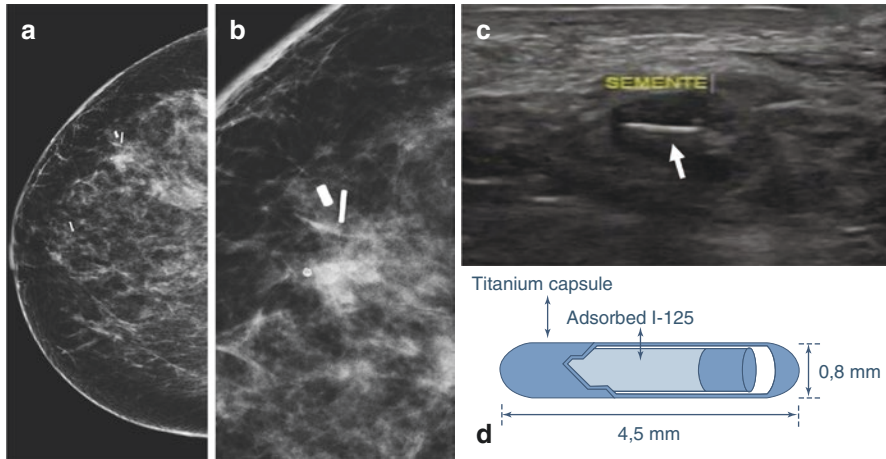 a
b
c
SEMENTE
Titanium capsule
Adsorbed I-125
0,8 mm
4,5 mm
d